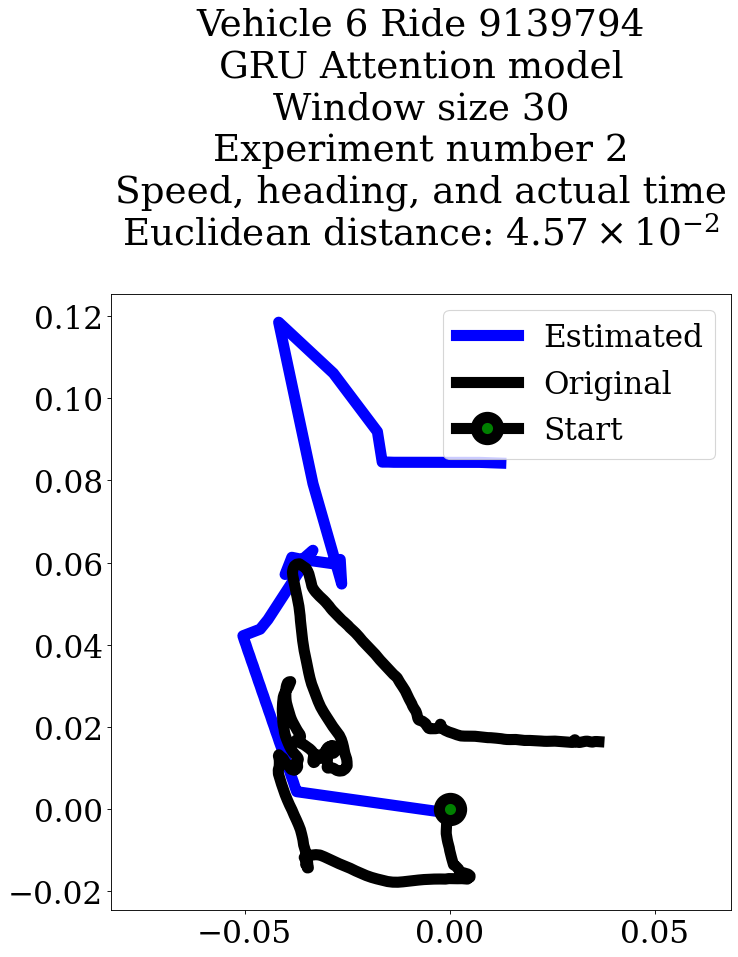 Vehicle 6 Ride 9139794
GRU Attention model
Window size 30
Experiment number 2
Speed, heading, and actual time
Euclidean distance: 4.57 × 10⁻²
Estimated
Original
Start
0.12
0.10
0.08
0.06
0.04
0.02
0.00
−0.02
−0.05
0.00
0.05